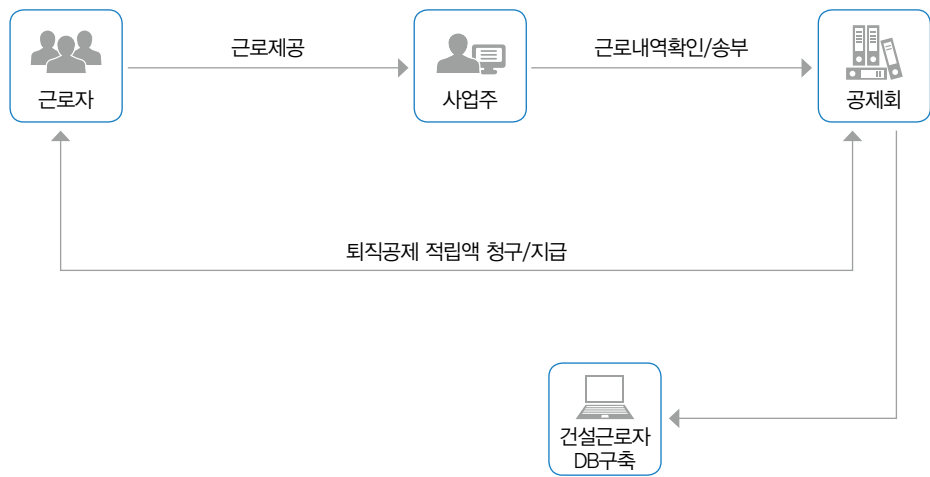 근로제공
근로내역확인/송부
근로자
사업주
공제회
퇴직공제 적립액 청구/지급
건설근로자
DB구축